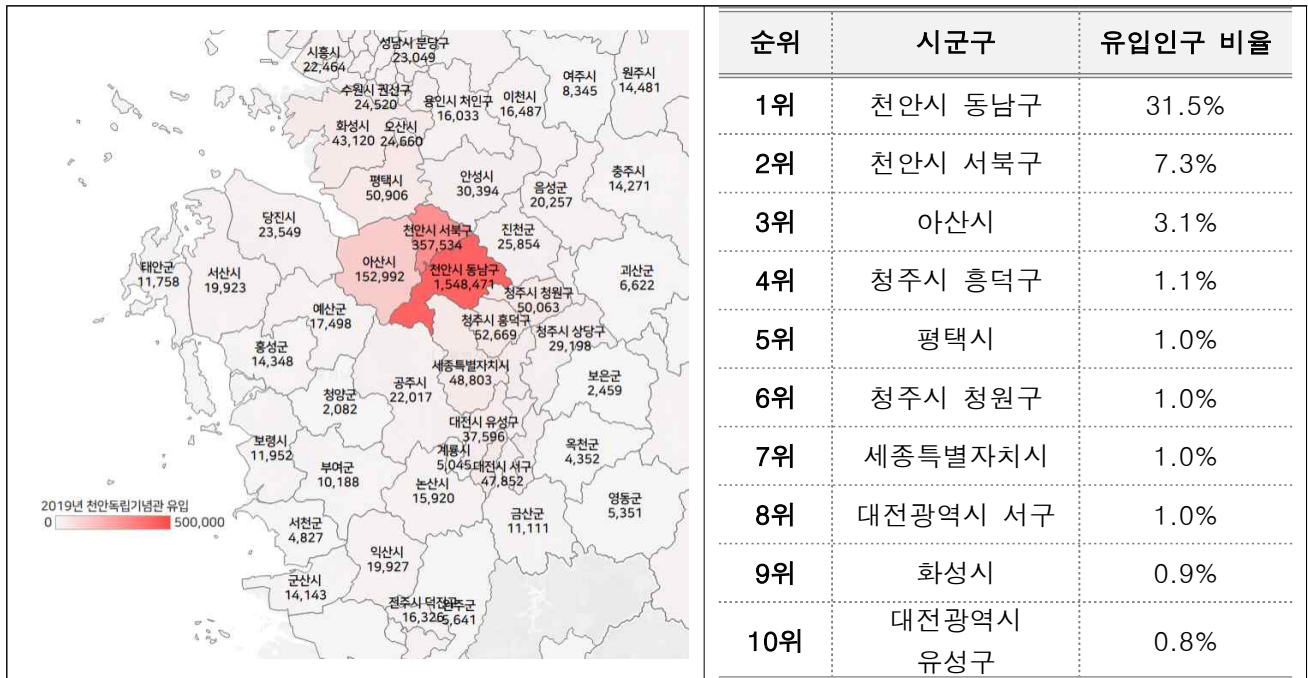 성남시 분당구
23,049
시흥시
22,464
여주시
8,345
원주시
14,481
수원시 권선구
24,520
용인시 처인구
16,033
이천시
16,487
화성시
43,120
오산시
24,660
평택시
50,906
안성시
30,394
음성군
20,257
충주시
14,271
당진시
23,549
천안시 서북구
357,534
진천군
25,854
태안군
11,758
서산시
19,923
아산시
152,992
천안시 동남구
1,548,471
괴산군
6,622
예산군
17,498
청주시 청원구
50,063
청주시 흥덕구
52,669
청주시 상당구
29,198
홍성군
14,348
세종특별자치시
48,803
청양군
2,082
공주시
22,017
보은군
2,459
대전시 유성구
37,596
보령시
11,952
계룡시
5,045
대전시 서구
47,852
옥천군
4,352
부여군
10,188
논산시
15,920
영동군
5,351
2019년 천안독립기념관 유입
0 500,000
서천군
4,827
금산군
11,111
익산시
19,927
군산시
14,143
전주시 덕진구
16,326
완주군
5,641
순위 시군구 유입인구 비율
1위 천안시 동남구 31.5%
2위 천안시 서북구 7.3%
3위 아산시 3.1%
4위 청주시 흥덕구 1.1%
5위 평택시 1.0%
6위 청주시 청원구 1.0%
7위 세종특별자치시 1.0%
8위 대전광역시 서구 1.0%
9위 화성시 0.9%
10위 대전광역시
유성구 0.8%